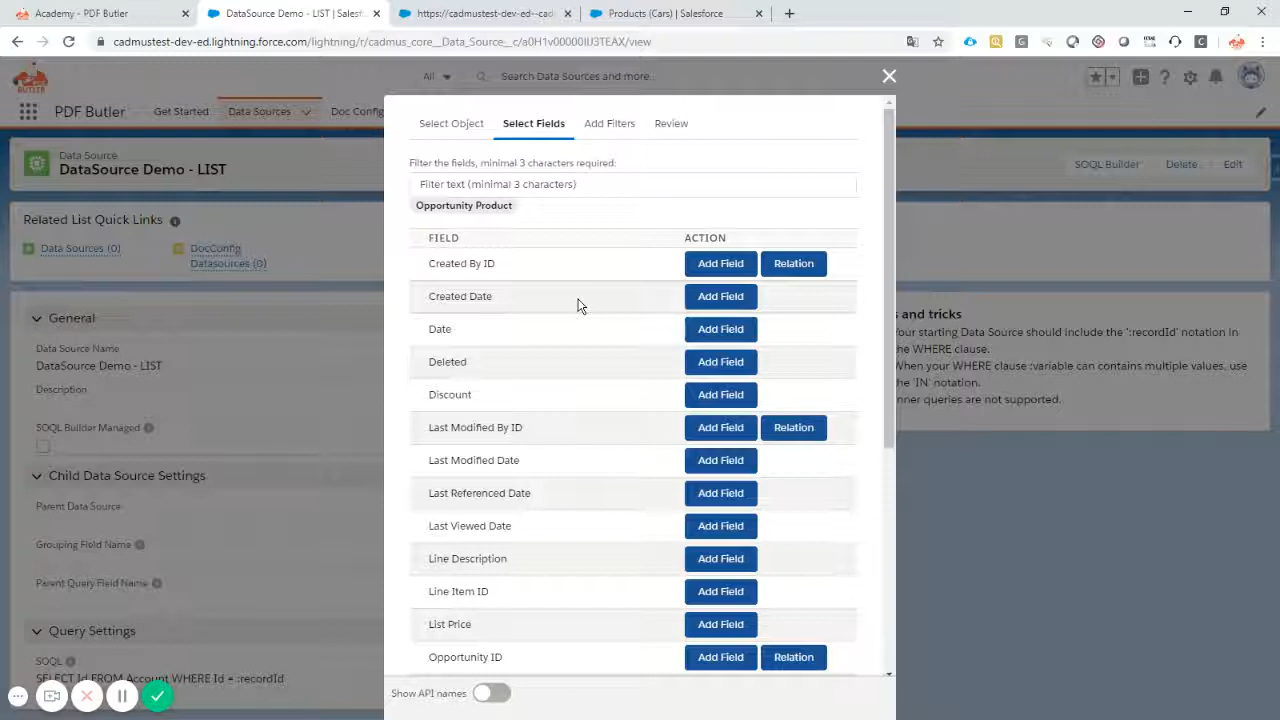 Academy - PDF Butler
DataSource Demo - LIST | Salesf
https://cadmustest-dev-ed--cad
Products (Cars) | Salesforce
cadmustest-dev-ed.lightning.force.com/lightning/r/cadmus_core__Data_Source__c/a0H1v00000IU3TEAX/view
BUTLER
All
Search Data Sources and more...
PDF Butler
Get Started
Data Sources
Doc Config
Data Source
DataSource Demo - LIST
SOQL Builder
Delete
Edit
Related List Quick Links
Data Sources (0)
DocConfig
Datasources (0)
General
Data Source Name
DataSource Demo - LIST
Description
SOQL Builder Managed
Child Data Source Settings
Parent Data Source
Grouping Field Name
Parent Query Field Name
Query Settings
SOQL
SELECT Id FROM Account WHERE Id = :recordId
Select Object
Select Fields
Add Filters
Review
Filter the fields, minimal 3 characters required:
Filter text (minimal 3 characters)
Opportunity Product
FIELD ACTION
Created By ID Add Field Relation
Created Date Add Field
Date Add Field
Deleted Add Field
Discount Add Field
Last Modified By ID Add Field Relation
Last Modified Date Add Field
Last Referenced Date Add Field
Last Viewed Date Add Field
Line Description Add Field
Line Item ID Add Field
List Price Add Field
Opportunity ID Add Field Relation
Show API names
s and tricks
Your starting Data Source should include the ':recordId' notation in
he WHERE clause.
When your WHERE clause :variable can contains multiple values, use
he 'IN' notation.
nner queries are not supported.